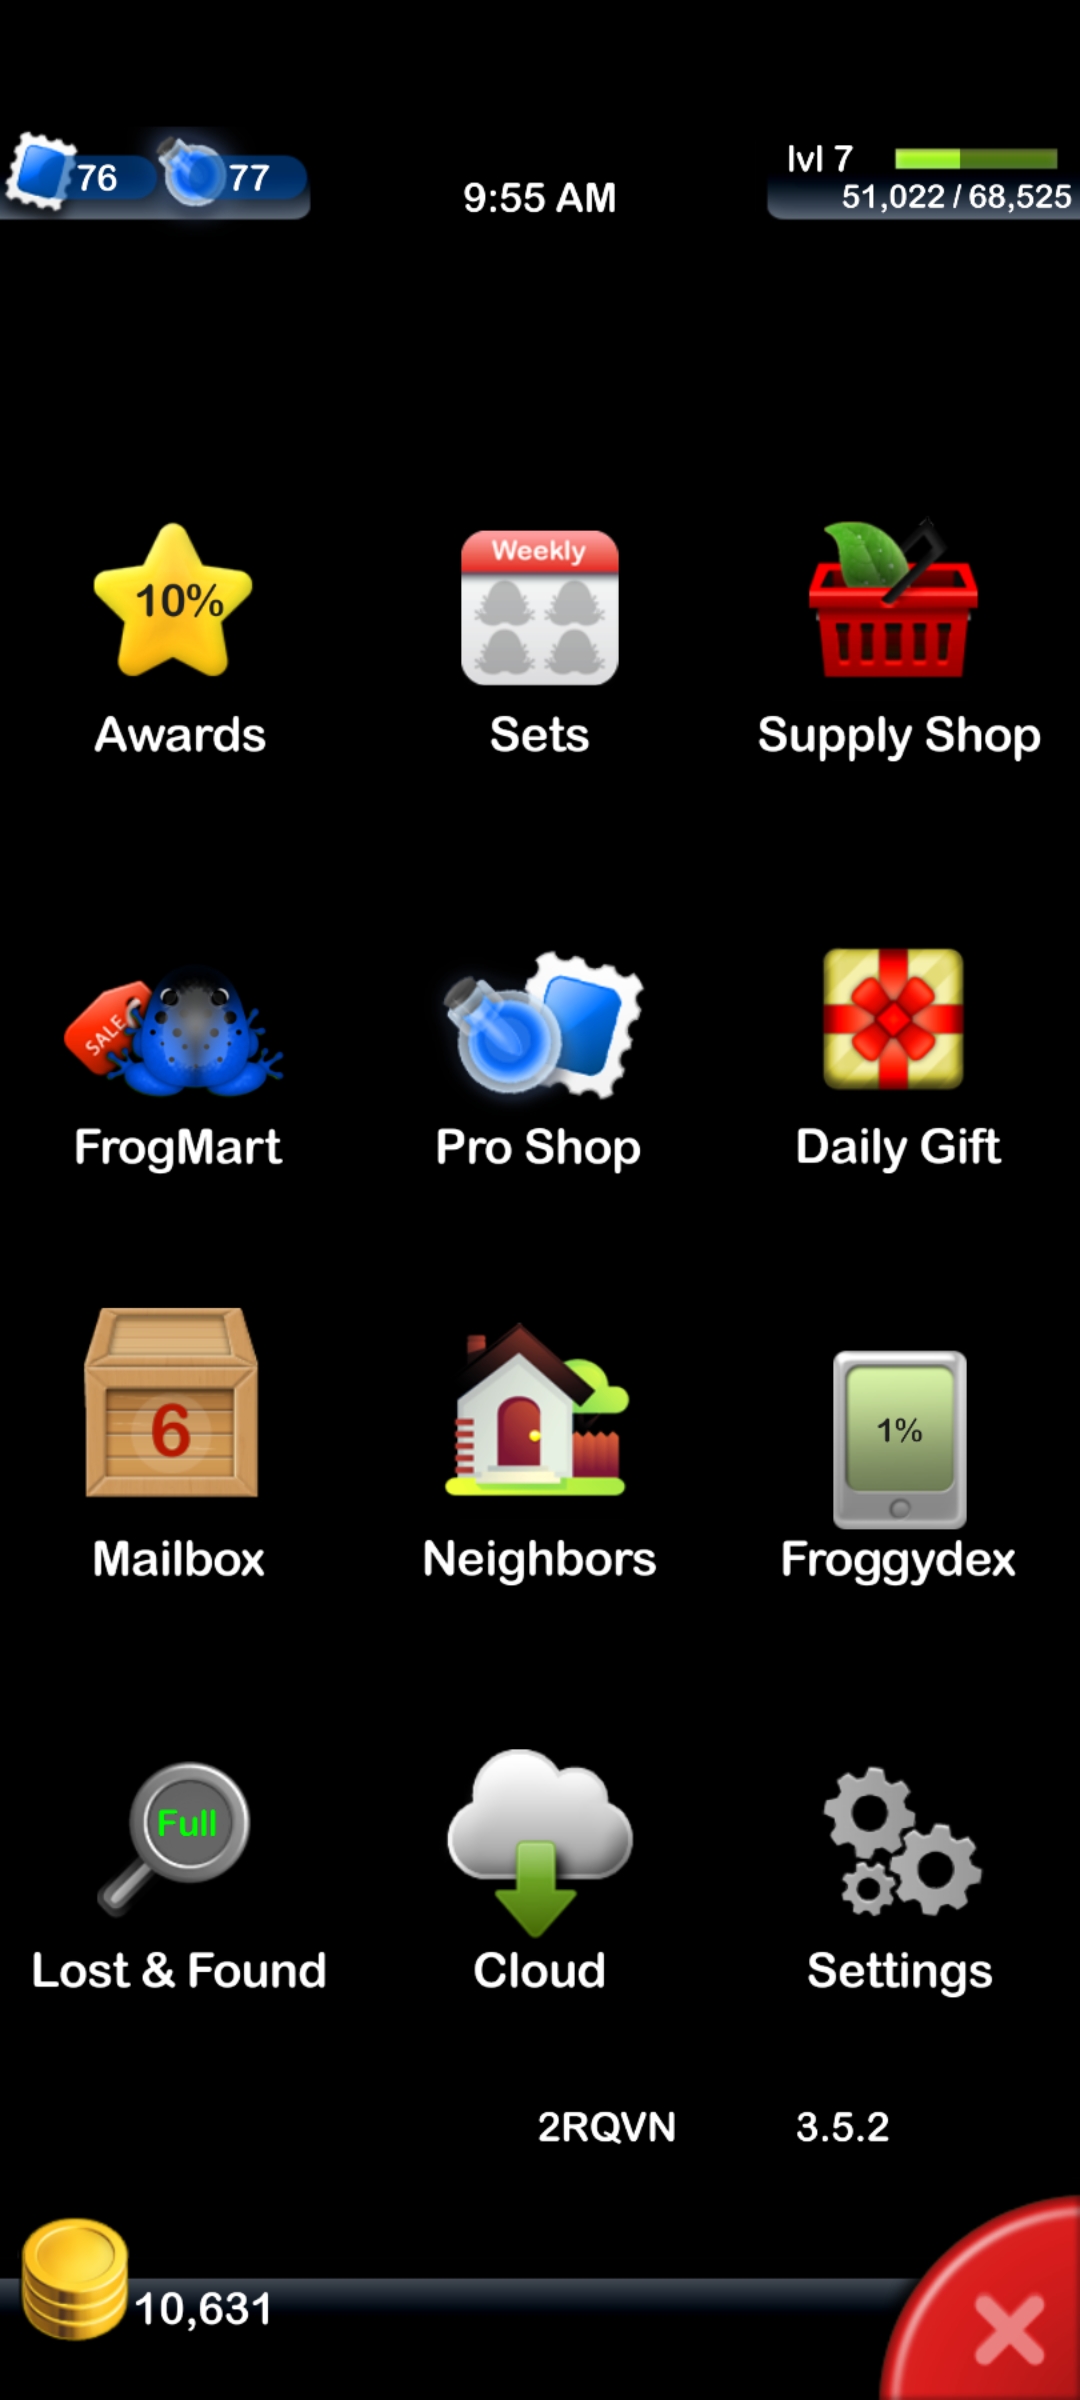 76
77
9:55 AM
lvl 7
51,022 / 68,525
10%
Weekly
Awards
Sets
Supply Shop
SALE
FrogMart
Pro Shop
Daily Gift
6
1%
Mailbox
Neighbors
Froggydex
Full
Lost & Found
Cloud
Settings
2RQVN
3.5.2
10,631